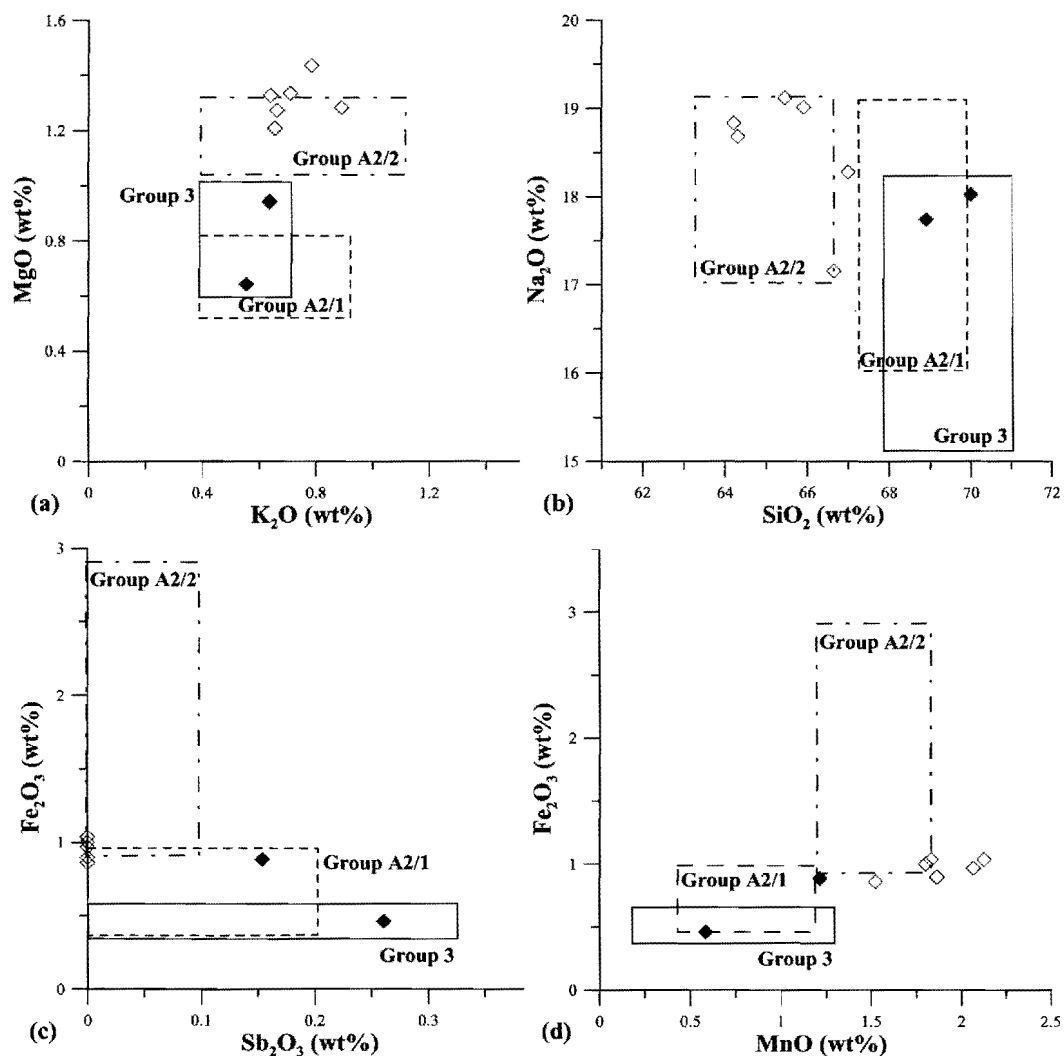 1.6
1.2
0.8
0.4
0
MgO (wt%)
Group A2/2
Group 3
Group A2/1
0
0.4
0.8
1.2
(a)
K₂O (wt%)
20
19
18
17
16
15
Na₂O (wt%)
Group A2/2
Group A2/1
Group 3
62
64
66
68
70
72
(b)
SiO₂ (wt%)
3
2
1
0
Fe₂O₃ (wt%)
Group A2/2
Group A2/1
Group 3
0
0.1
0.2
0.3
(c)
Sb₂O₃ (wt%)
3
2
1
0
Fe₂O₃ (wt%)
Group A2/2
Group A2/1
Group 3
0
0.5
1
1.5
2
2.5
(d)
MnO (wt%)